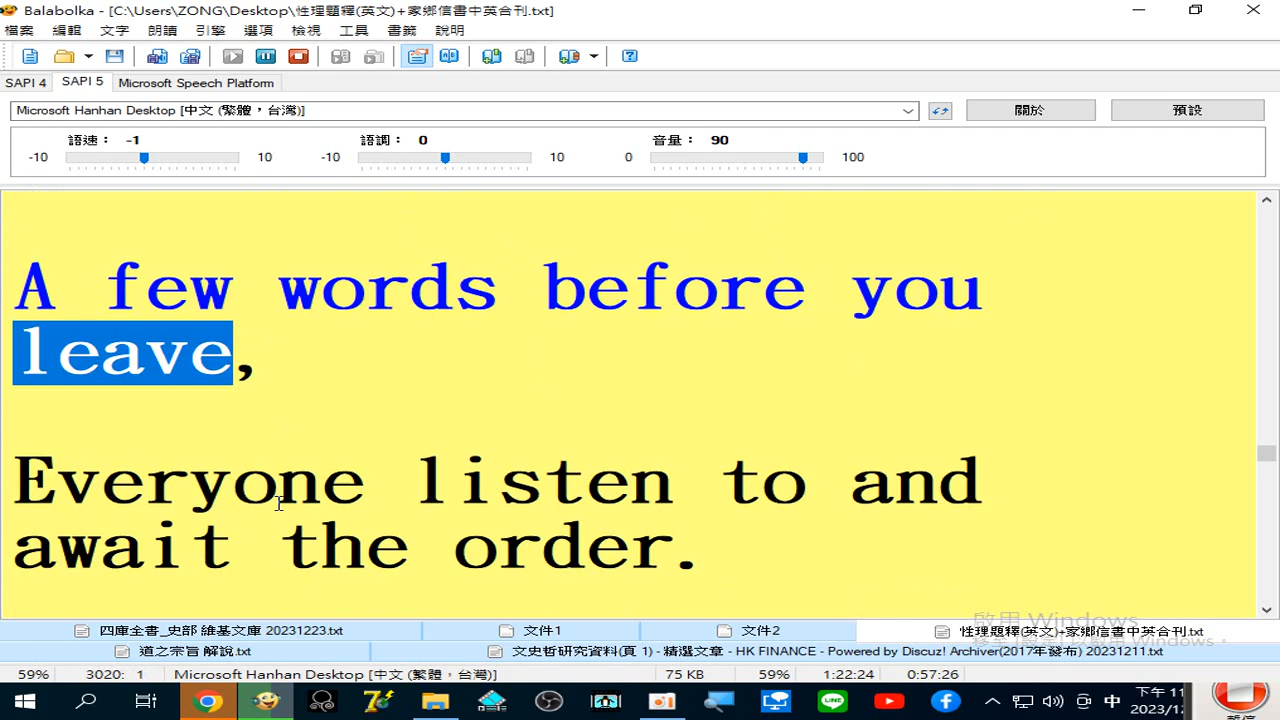 Balabolka - [C:\Users\ZONG\Desktop\性理題釋(英文)+家鄉信書中英合刊.txt]
檔案 編輯 文字 朗讀 引擎 選項 檢視 工具 書籤 說明
SAPI 4 SAPI 5 Microsoft Speech Platform
Microsoft Hanhan Desktop [中文 (繁體，台灣)] 關於 預設
語速： -1 語調： 0 音量： 90
-10 10 -10 10 0 100
A few words before you
leave,
Everyone listen to and
await the order.
啟用 Windows
四庫全書_史部 維基文庫 20231223.txt 文件1 文件2 性理題釋(英文)+家鄉信書中英合刊.txt
道之宗旨 解說.txt 文史哲研究資料(頁 1) - 精選文章 - HK FINANCE - Powered by Discuz! Archiver(2017年發布) 20231211.txt
59% 3020: 1 Microsoft Hanhan Desktop [中文 (繁體，台灣)] 75 KB 59% 1:22:24 0:57:26
中 下午 11
2023/12